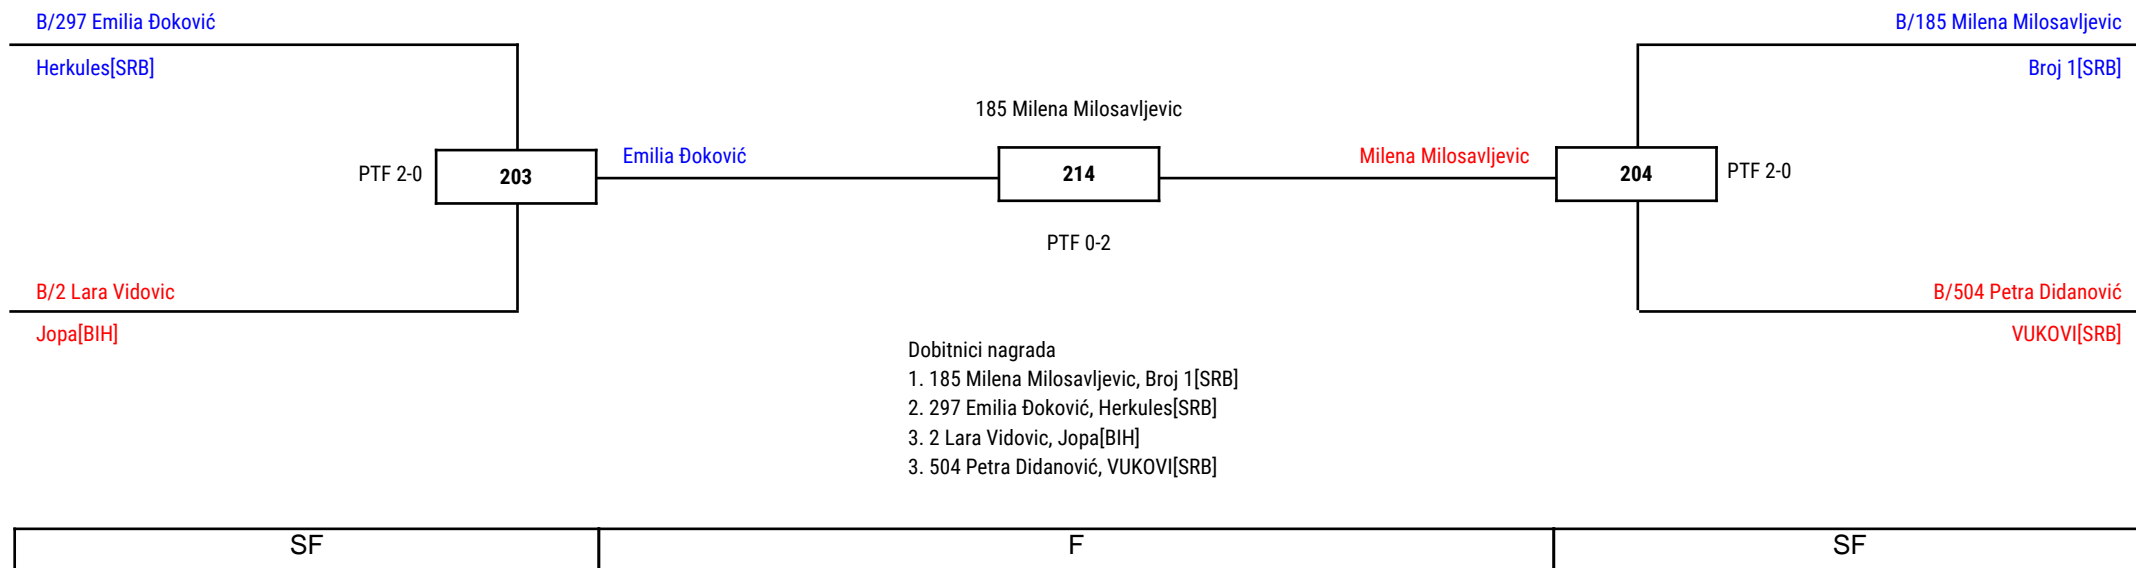 B/297 Emilia Đoković
Herkules[SRB]
B/185 Milena Milosavljevic
Broj 1[SRB]
185 Milena Milosavljevic
PTF 2-0
203
Emilia Đoković
214
Milena Milosavljevic
204
PTF 2-0
PTF 0-2
B/2 Lara Vidovic
Jopa[BIH]
B/504 Petra Didanović
VUKOVI[SRB]
Dobitnici nagrada
1. 185 Milena Milosavljevic, Broj 1[SRB]
2. 297 Emilia Đoković, Herkules[SRB]
3. 2 Lara Vidovic, Jopa[BIH]
3. 504 Petra Didanović, VUKOVI[SRB]
SF
F
SF